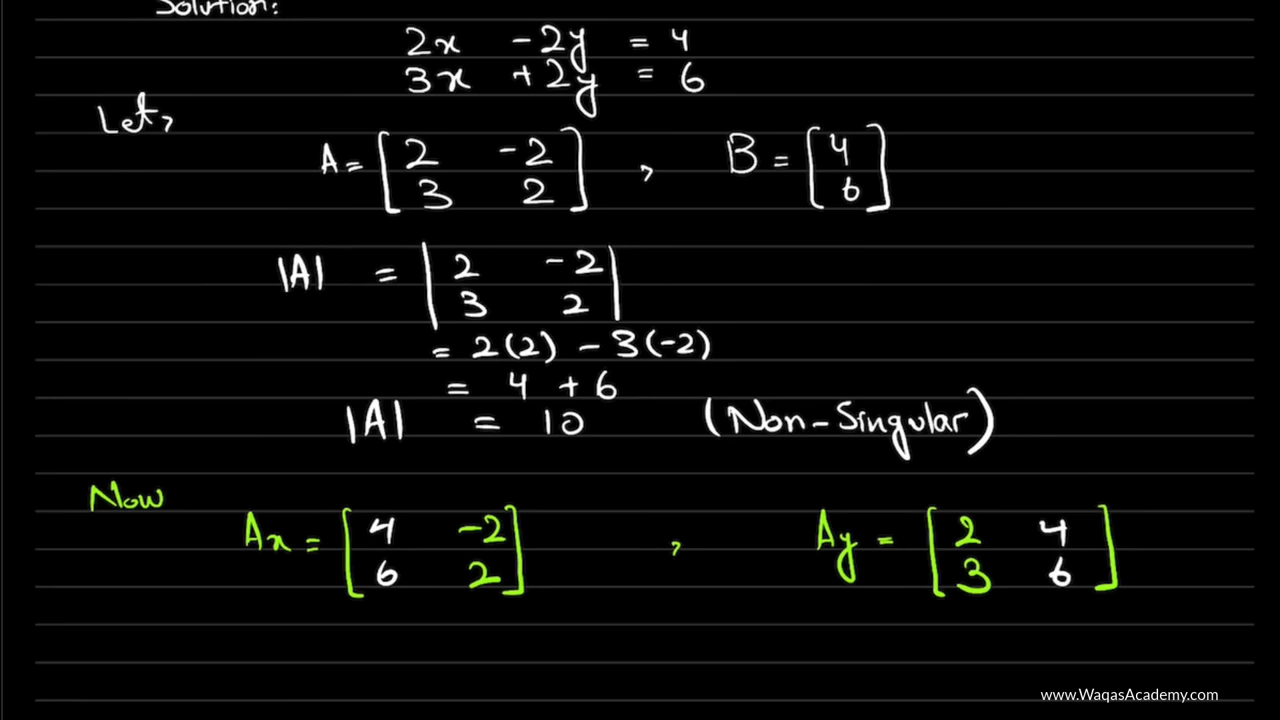 Solution:
2x - 2y = 4
3x + 2y = 6
Let,
A = [ 2 -2 ] , B = [ 4 ]
3 2 6
|A| = | 2 -2 |
3 2
= 2(2) - 3(-2)
= 4 + 6
|A| = 10 (Non-Singular)
Now
Ax = [ 4 -2 ] , Ay = [ 2 4 ]
6 2 3 6
www.WaqasAcademy.com